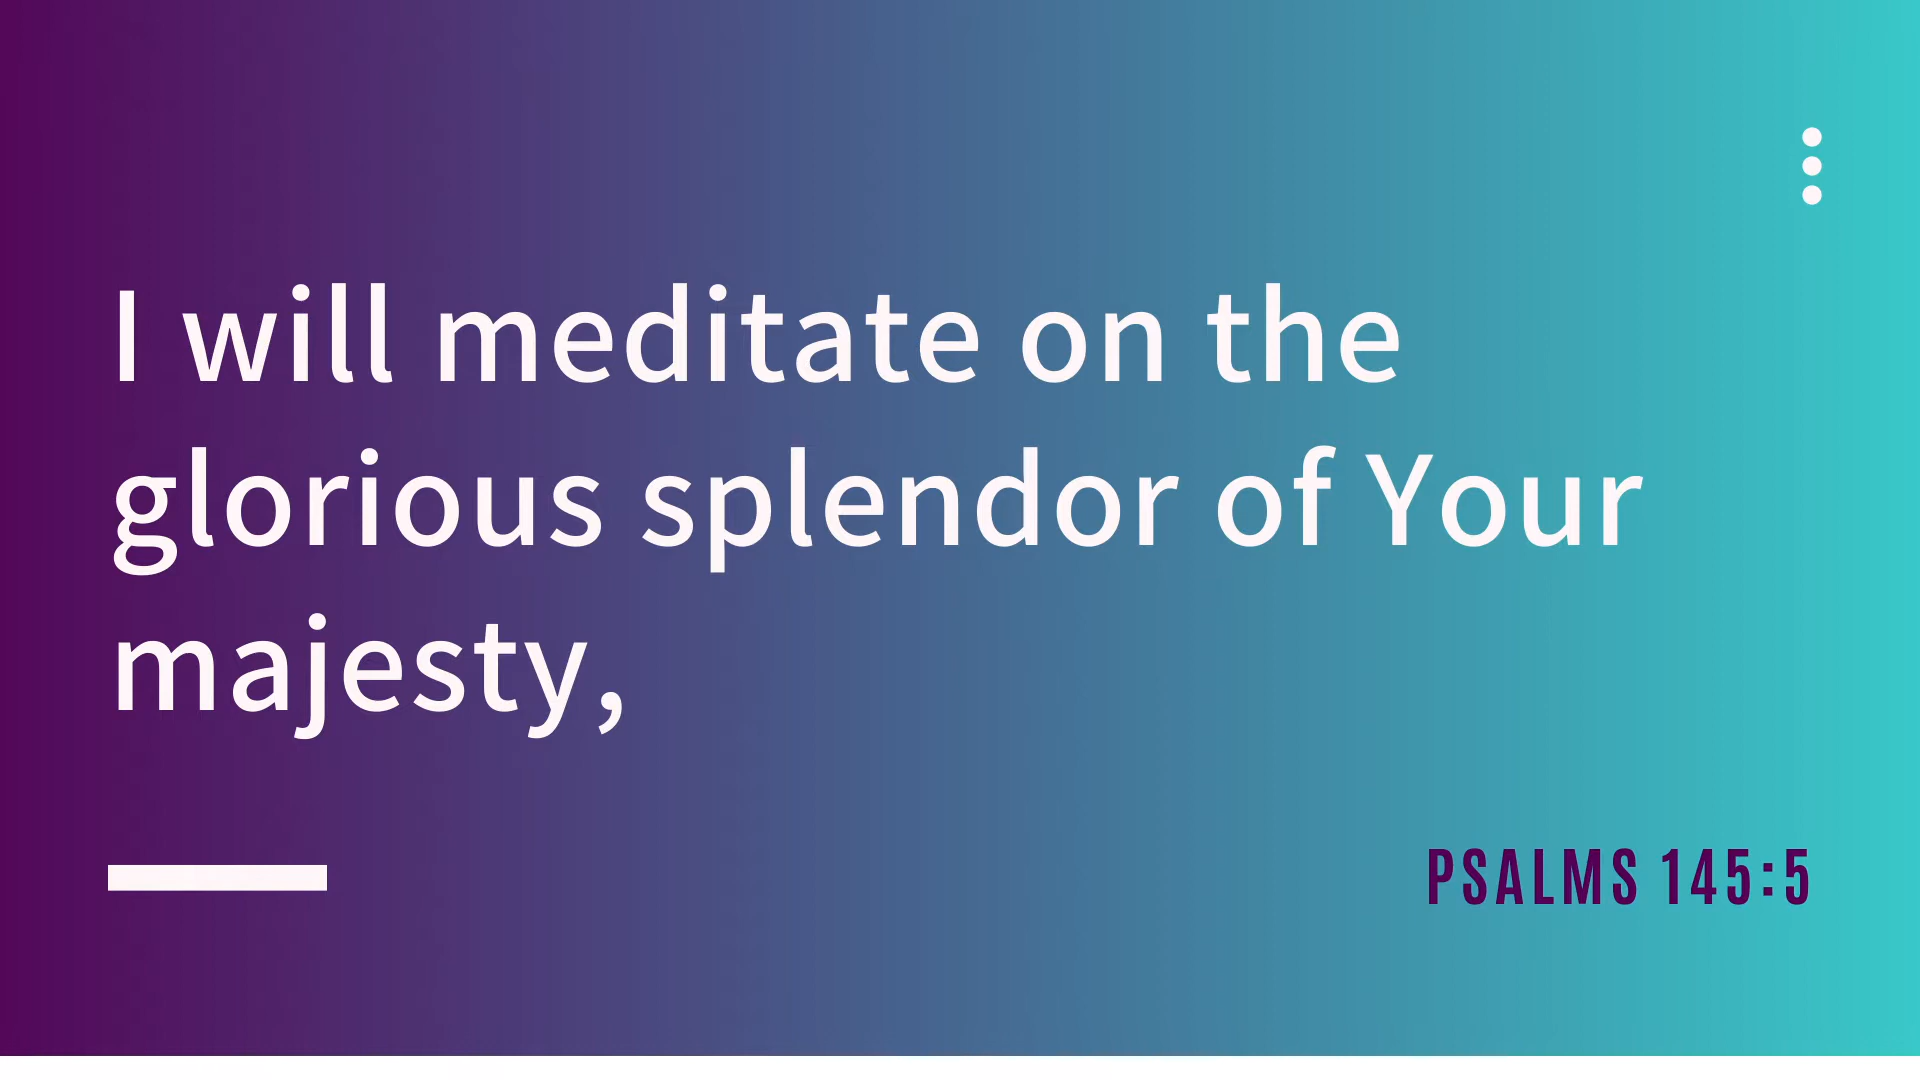 I will meditate on the
glorious splendor of Your
majesty,
PSALMS 145:5